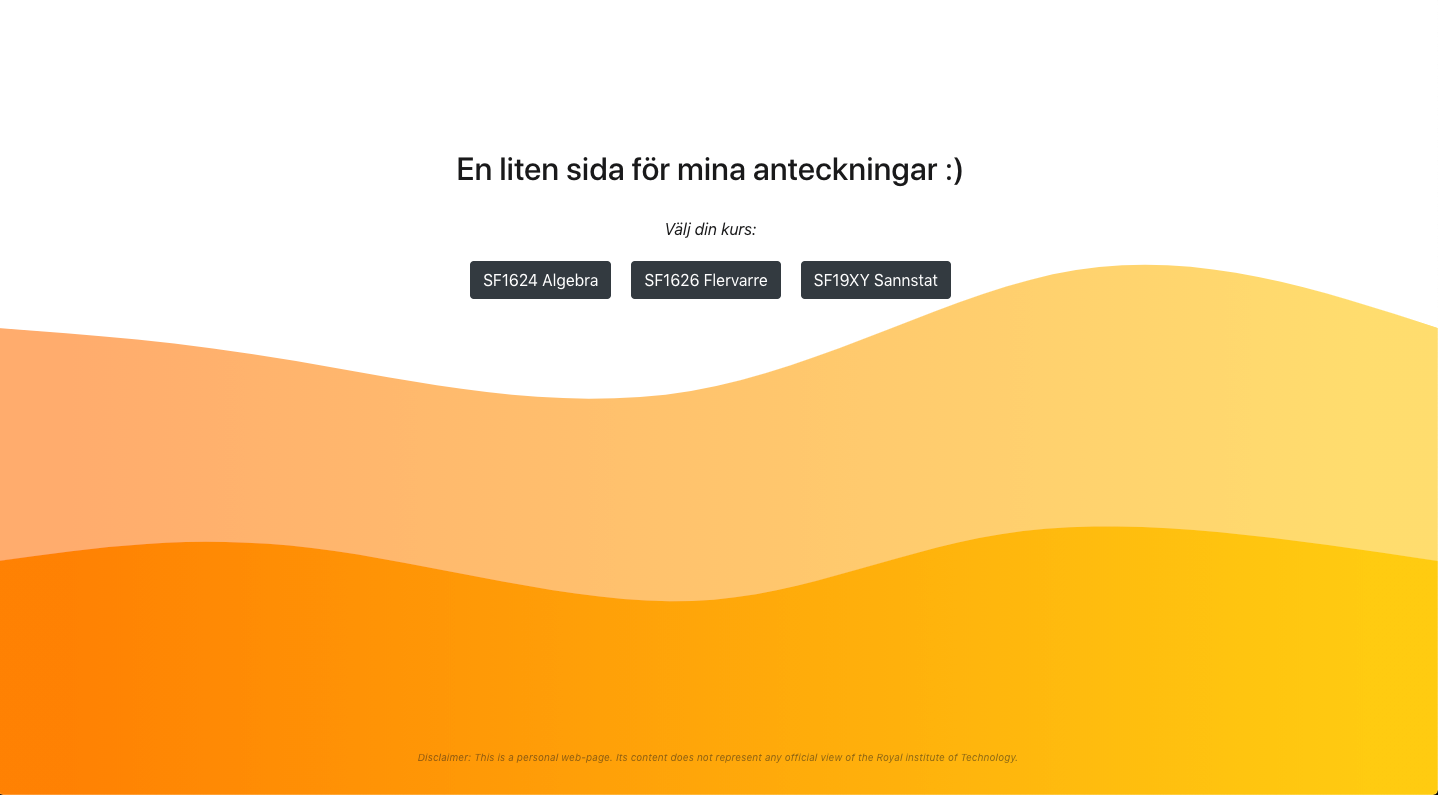 En liten sida för mina anteckningar :)
Välj din kurs:
SF1624 Algebra SF1626 Flervarre SF19XY Sannstat
Disclaimer: This is a personal web-page. Its content does not represent any official view of the Royal institute of Technology.